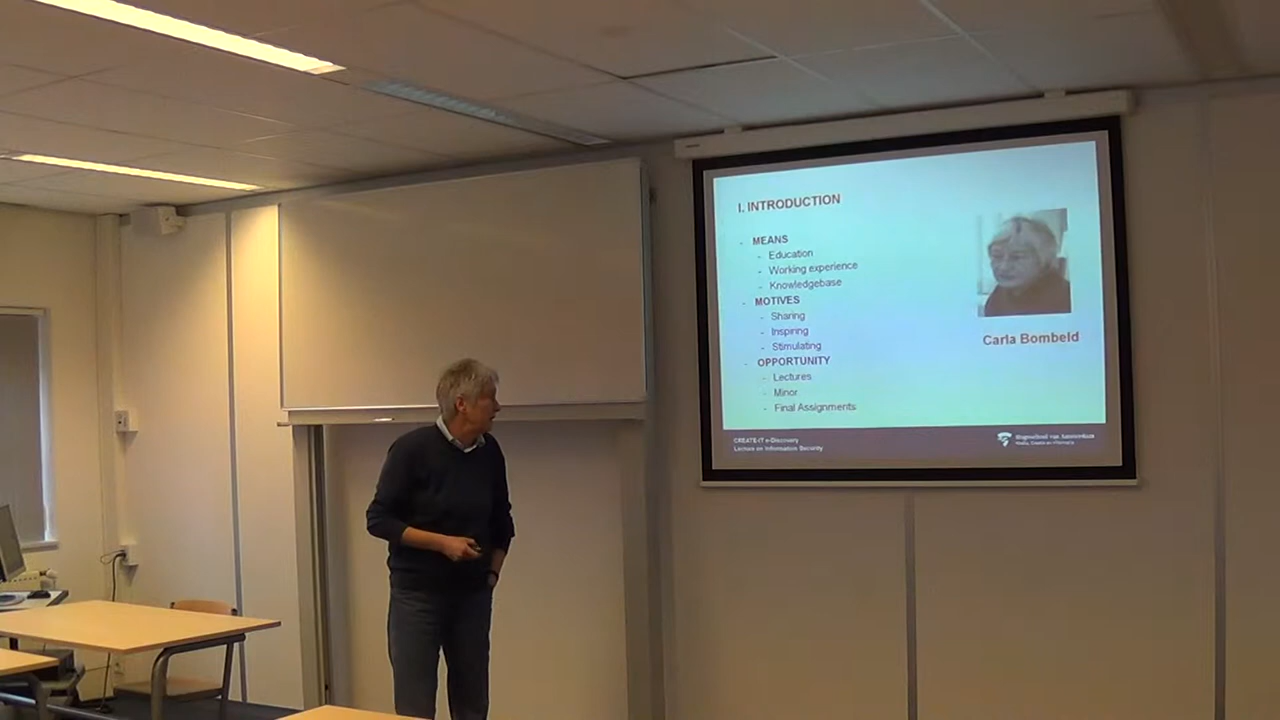 I. INTRODUCTION
- MEANS
- Education
- Working experience
- Knowledgebase
- MOTIVES
- Sharing
- Inspiring
- Stimulating
- OPPORTUNITY
- Lectures
- Minor
- Final Assignments
Carla Bombeld
CREATE-IT e-Discovery
Lecture on Information Security
Hogeschool van Amsterdam